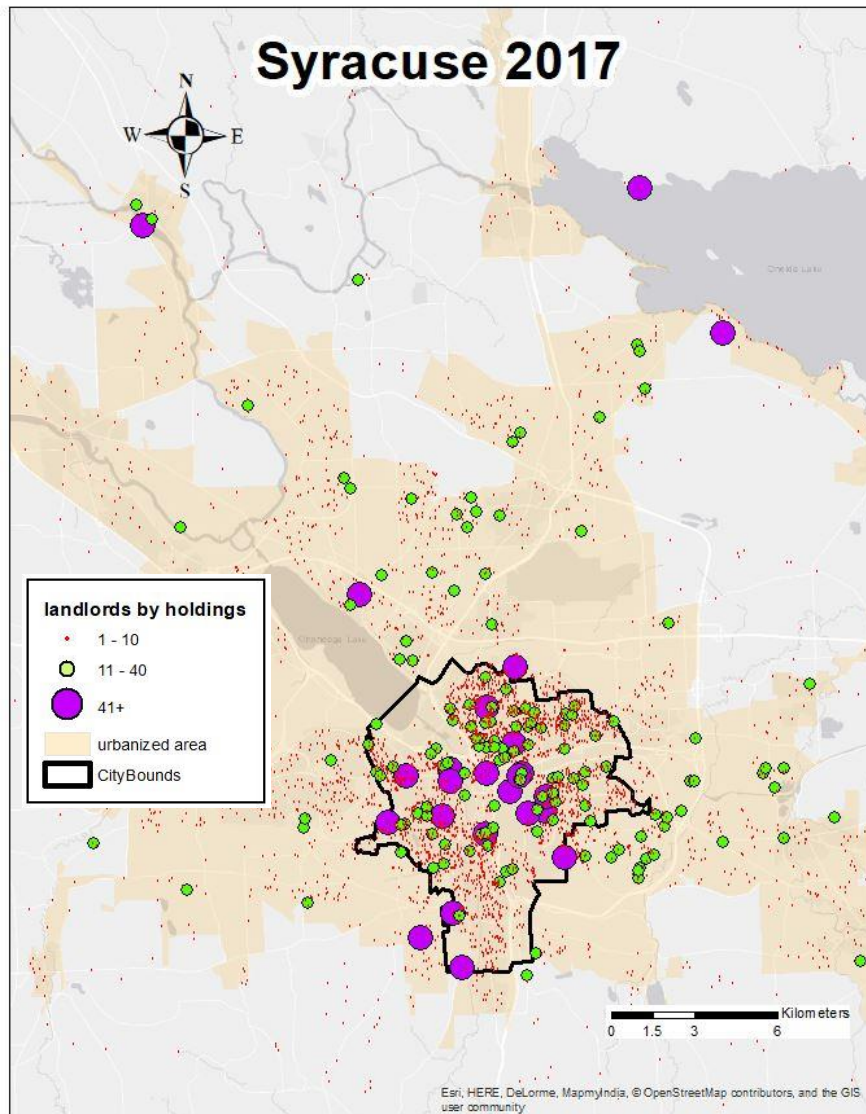 Syracuse 2017
N
W E
S
Oneida Lake
Onondaga Lake
landlords by holdings
1 - 10
11 - 40
41+
urbanized area
CityBounds
Kilometers
0 1.5 3 6
Esri, HERE, DeLorme, MapmyIndia, © OpenStreetMap contributors, and the GIS
user community